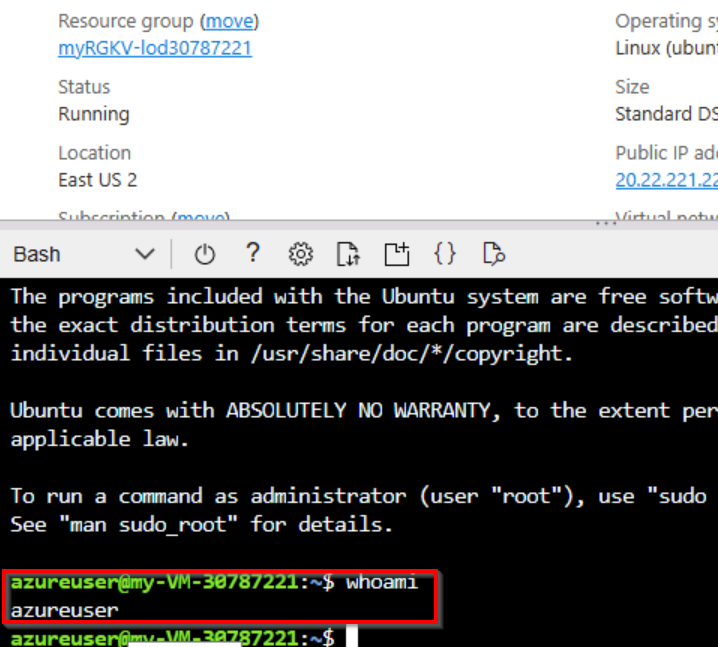 Resource group (move)
myRGKV-lod30787221
Status
Running
Location
East US 2
Subscription (move)
Operating sy
Linux (ubunt
Size
Standard DS
Public IP add
20.22.221.22
Virtual netw
Bash
?
{}
The programs included with the Ubuntu system are free softw
the exact distribution terms for each program are described
individual files in /usr/share/doc/*/copyright.
Ubuntu comes with ABSOLUTELY NO WARRANTY, to the extent per
applicable law.
To run a command as administrator (user "root"), use "sudo
See "man sudo_root" for details.
azureuser@my-VM-30787221:~$ whoami
azureuser
azureuser@my-VM-30787221:~$